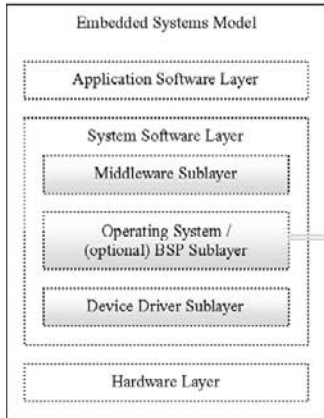 Embedded Systems Model
Application Software Layer
System Software Layer
Middleware Sublayer
Operating System /
(optional) BSP Sublayer
Device Driver Sublayer
Hardware Layer